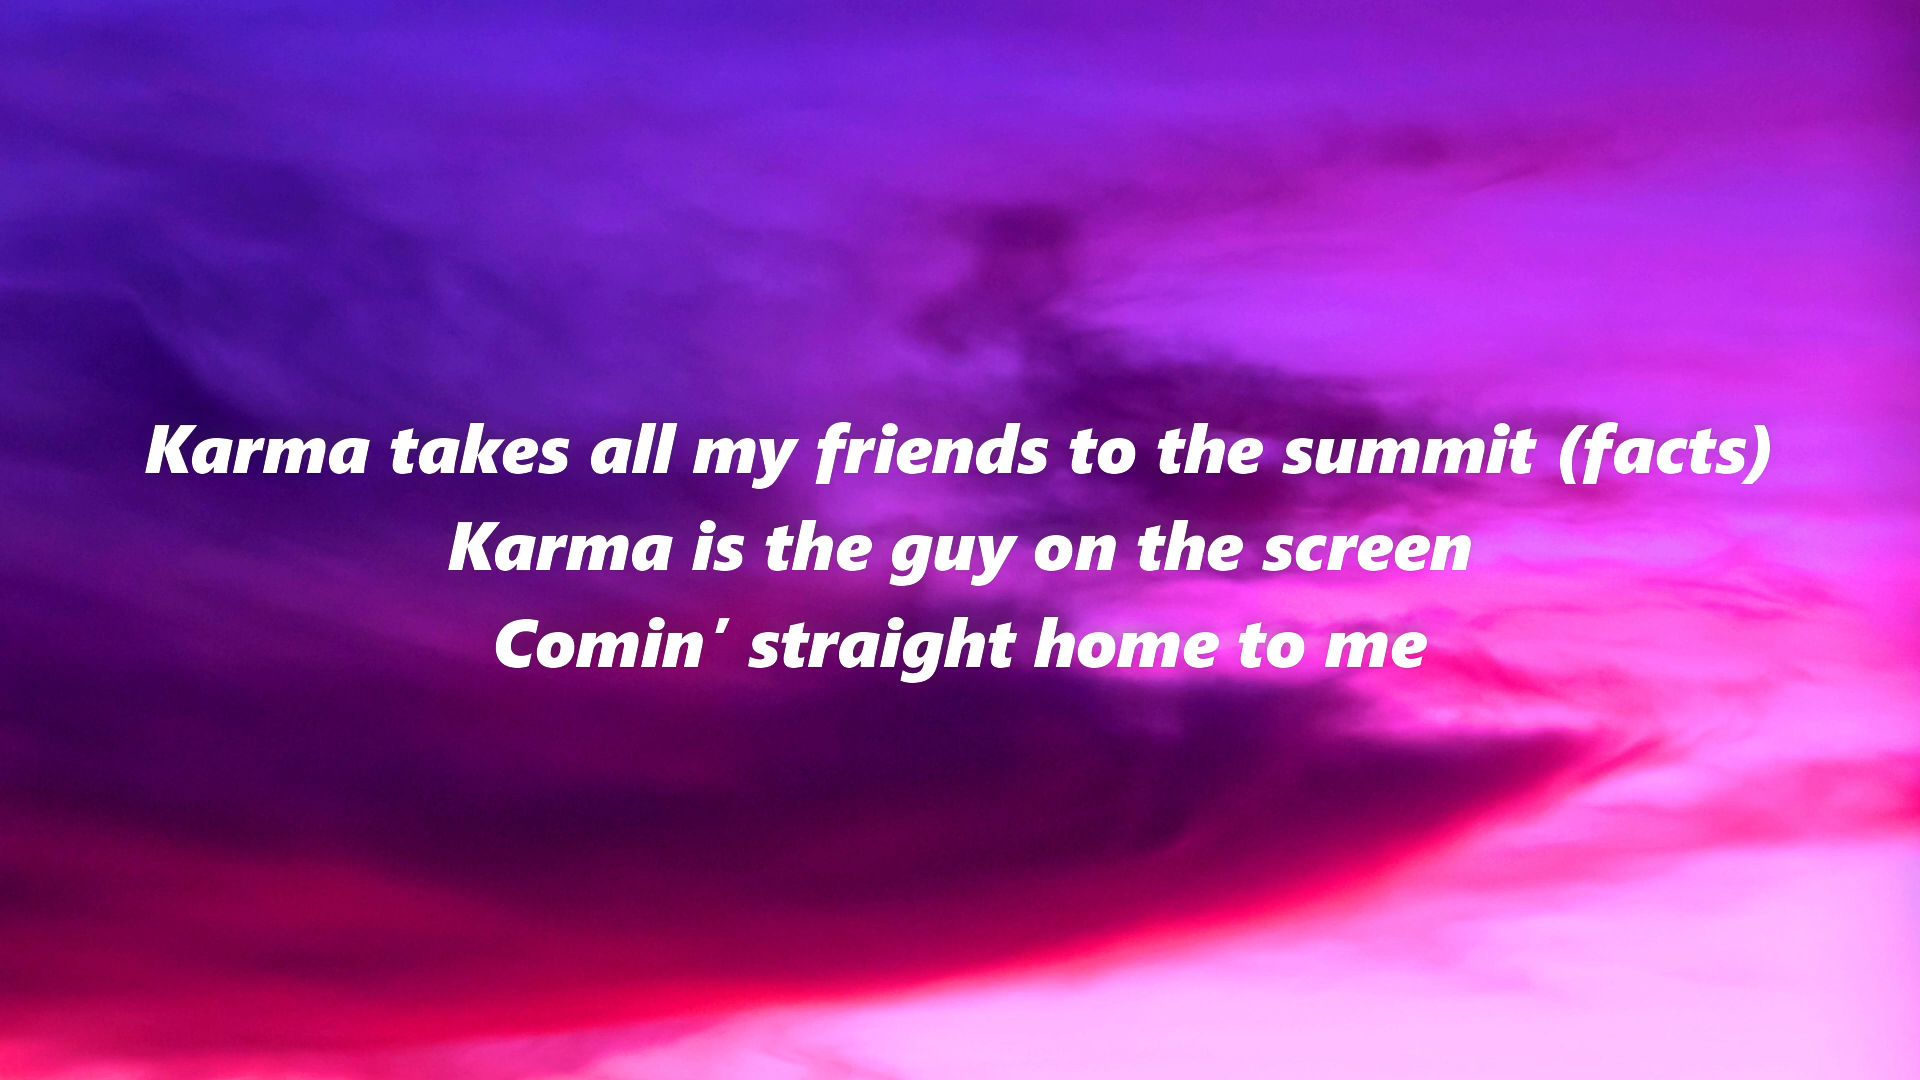 Karma takes all my friends to the summit (facts)
Karma is the guy on the screen
Comin′ straight home to me